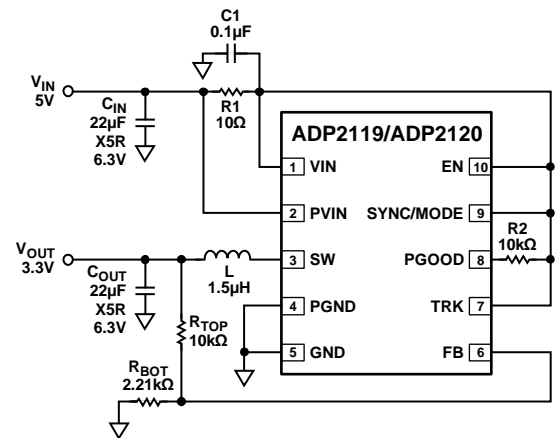 C1
0.1µF
VIN
5V
CIN
22µF
X5R
6.3V
R1
10Ω
ADP2119/ADP2120
1 VIN
EN 10
2 PVIN
SYNC/MODE 9
R2
10kΩ
VOUT
3.3V
COUT
22µF
X5R
6.3V
L
1.5µH
3 SW
PGOOD 8
RTOP
10kΩ
4 PGND
TRK 7
RBOT
2.21kΩ
5 GND
FB 6